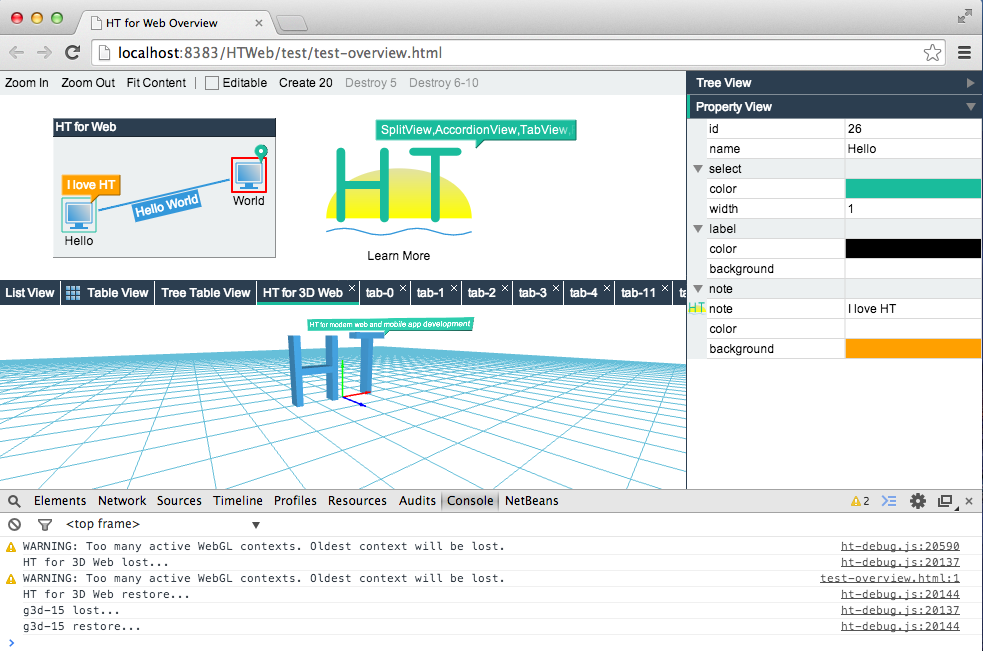 HT for Web Overview
localhost:8383/HTWeb/test/test-overview.html
Zoom In Zoom Out Fit Content Editable Create 20 Destroy 5 Destroy 6-10
HT for Web
I love HT
Hello World
Hello
World
SplitView,AccordionView,TabView,
HT
Learn More
List View Table View Tree Table View HT for 3D Web tab-0 tab-1 tab-2 tab-3 tab-4 tab-11
HT for modern web and mobile app development
HT
Tree View
Property View
id 26
name Hello
select
color
width 1
label
color
background
note
HT note I love HT
color
background
Elements Network Sources Timeline Profiles Resources Audits Console NetBeans 2
<top frame>
WARNING: Too many active WebGL contexts. Oldest context will be lost. ht-debug.js:20590
HT for 3D Web lost... ht-debug.js:20137
WARNING: Too many active WebGL contexts. Oldest context will be lost. test-overview.html:1
HT for 3D Web restore... ht-debug.js:20144
g3d-15 lost... ht-debug.js:20137
g3d-15 restore... ht-debug.js:20144